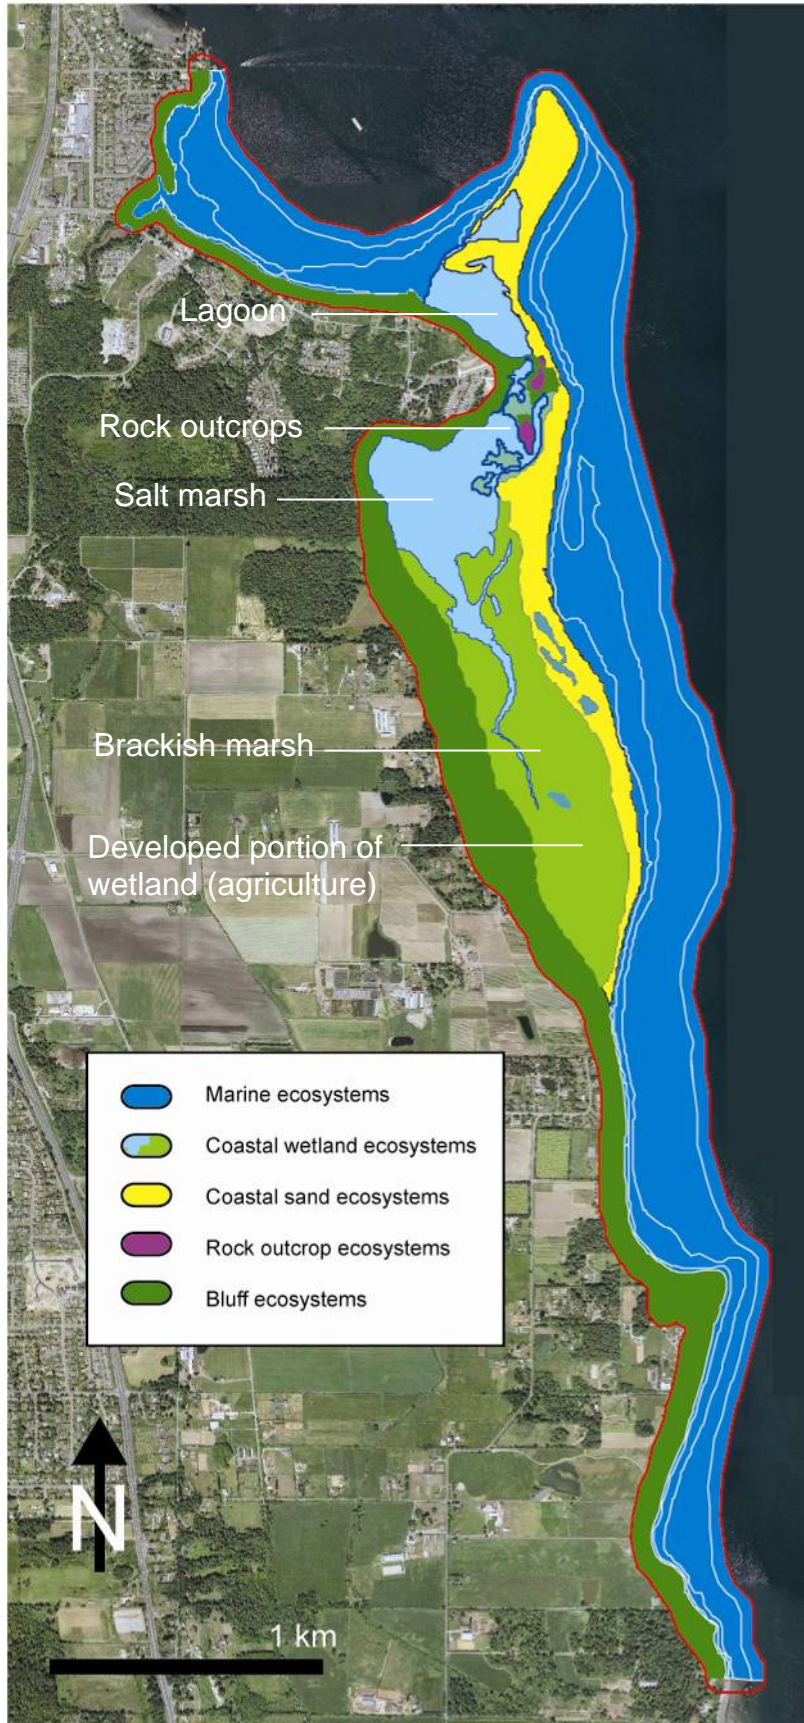 Lagoon
Rock outcrops
Salt marsh
Brackish marsh
Developed portion of
wetland (agriculture)
Marine ecosystems
Coastal wetland ecosystems
Coastal sand ecosystems
Rock outcrop ecosystems
Bluff ecosystems
N
1 km